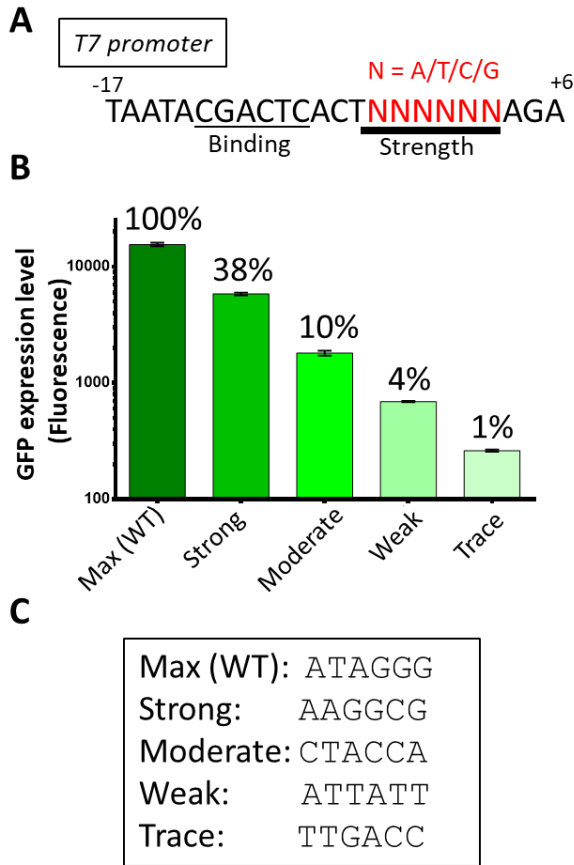 A
T7 promoter
N = A/T/C/G
-17
+6
TAATACGACTCACTNNNNNNAGA
Binding
Strength
B
100%
38%
10%
4%
1%
10000
1000
100
GFP expression level
(Fluorescence)
Max (WT)
Strong
Moderate
Weak
Trace
C
Max (WT): ATAGGG
Strong: AAGGCG
Moderate: CTACCA
Weak: ATTATT
Trace: TTGACC